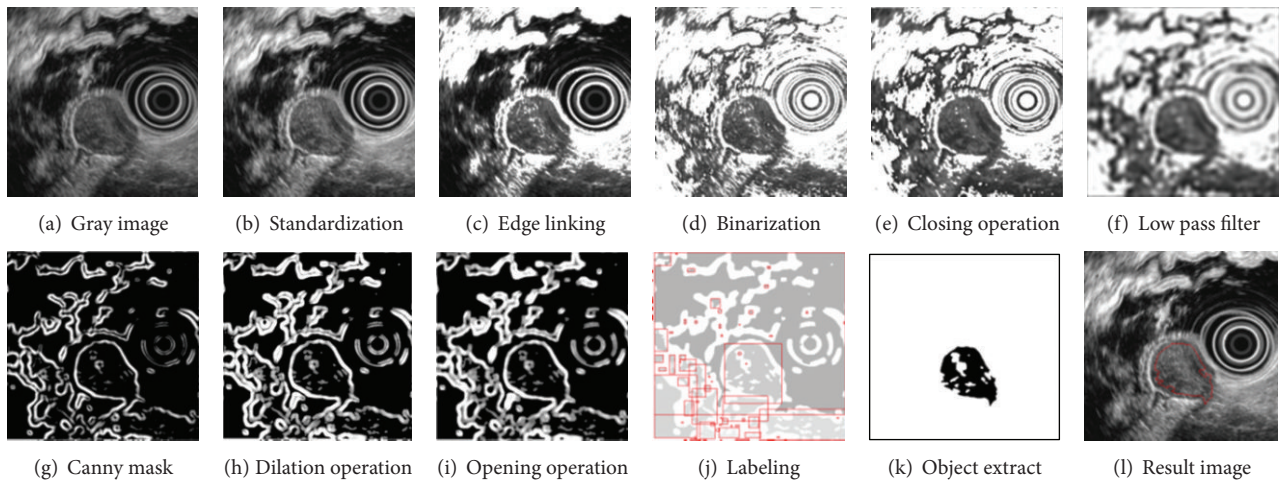 (a) Gray image
(b) Standardization
(c) Edge linking
(d) Binarization
(e) Closing operation
(f) Low pass filter
(g) Canny mask
(h) Dilation operation
(i) Opening operation
(j) Labeling
(k) Object extract
(l) Result image